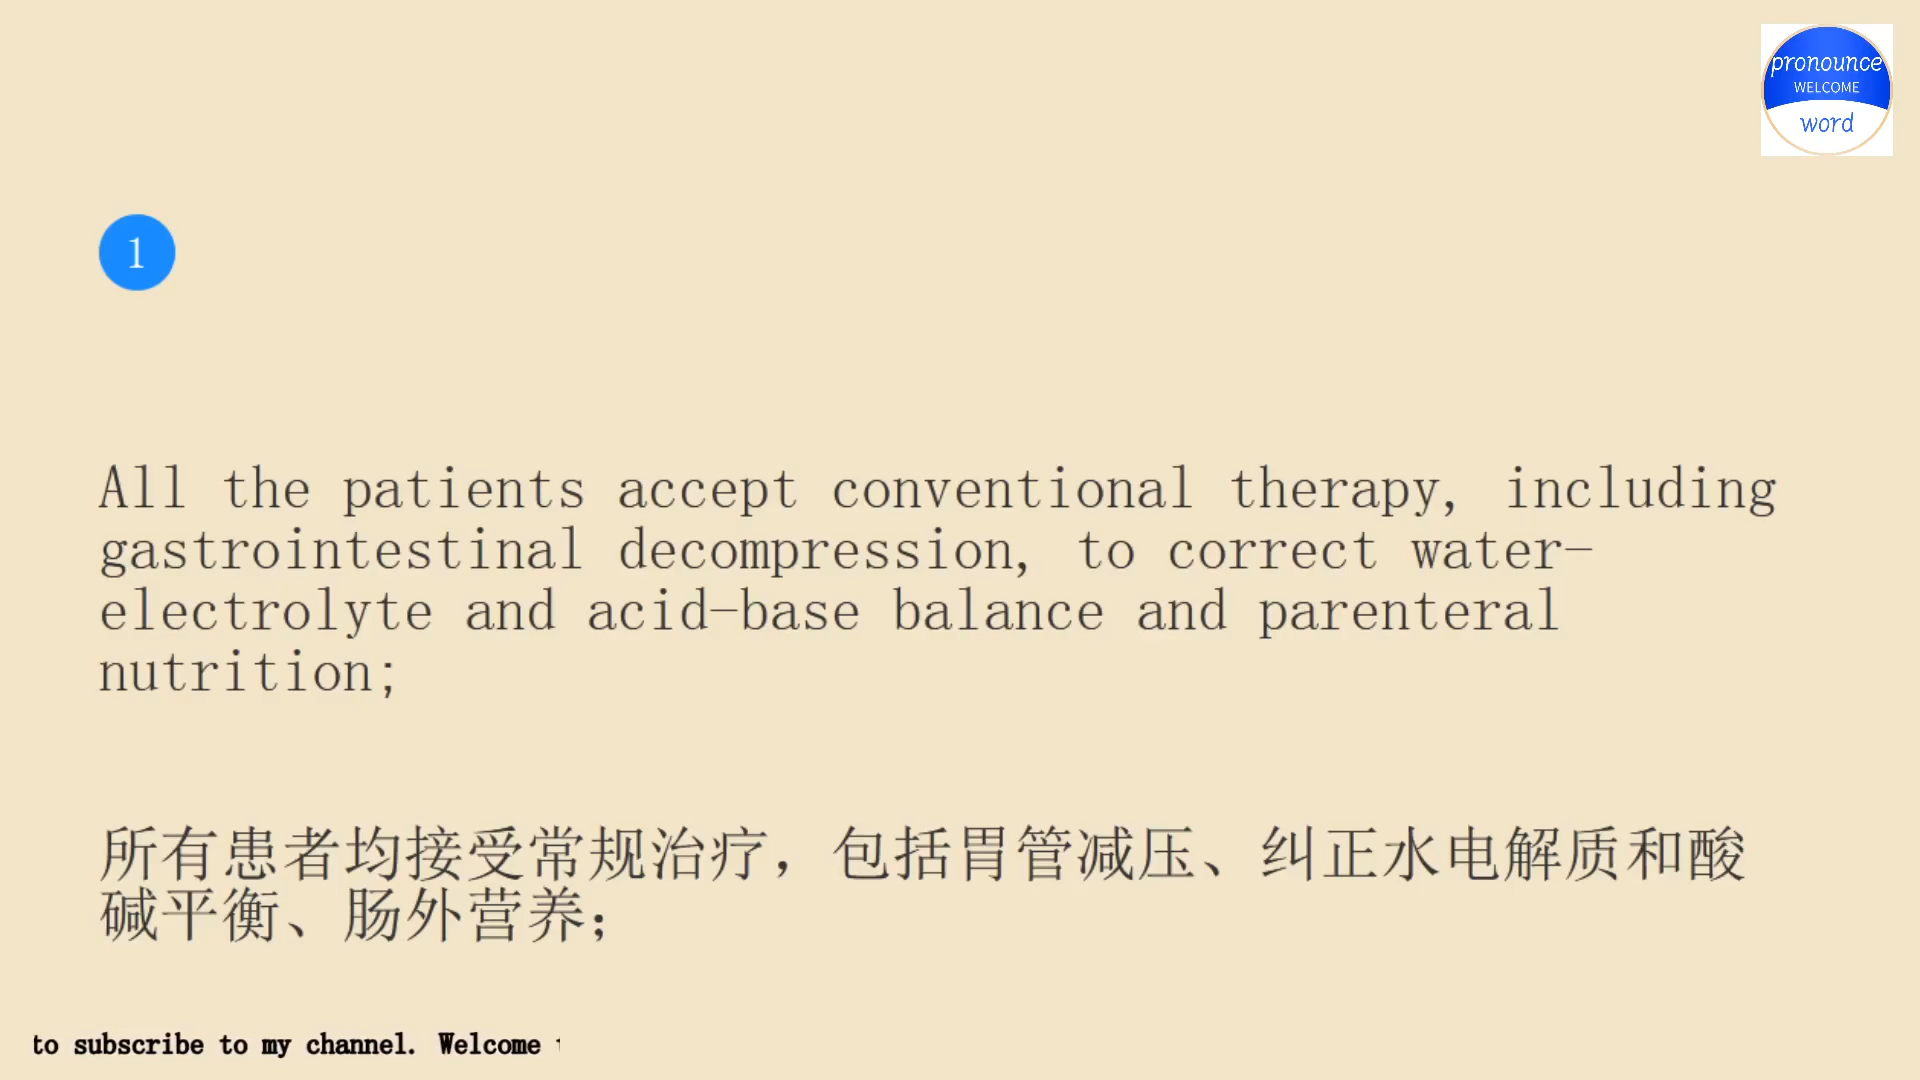 pronounce
WELCOME
word
1
All the patients accept conventional therapy, including
gastrointestinal decompression, to correct water-
electrolyte and acid-base balance and parenteral
nutrition;
所有患者均接受常规治疗，包括胃管减压、纠正水电解质和酸
碱平衡、肠外营养；
to subscribe to my channel. Welcome